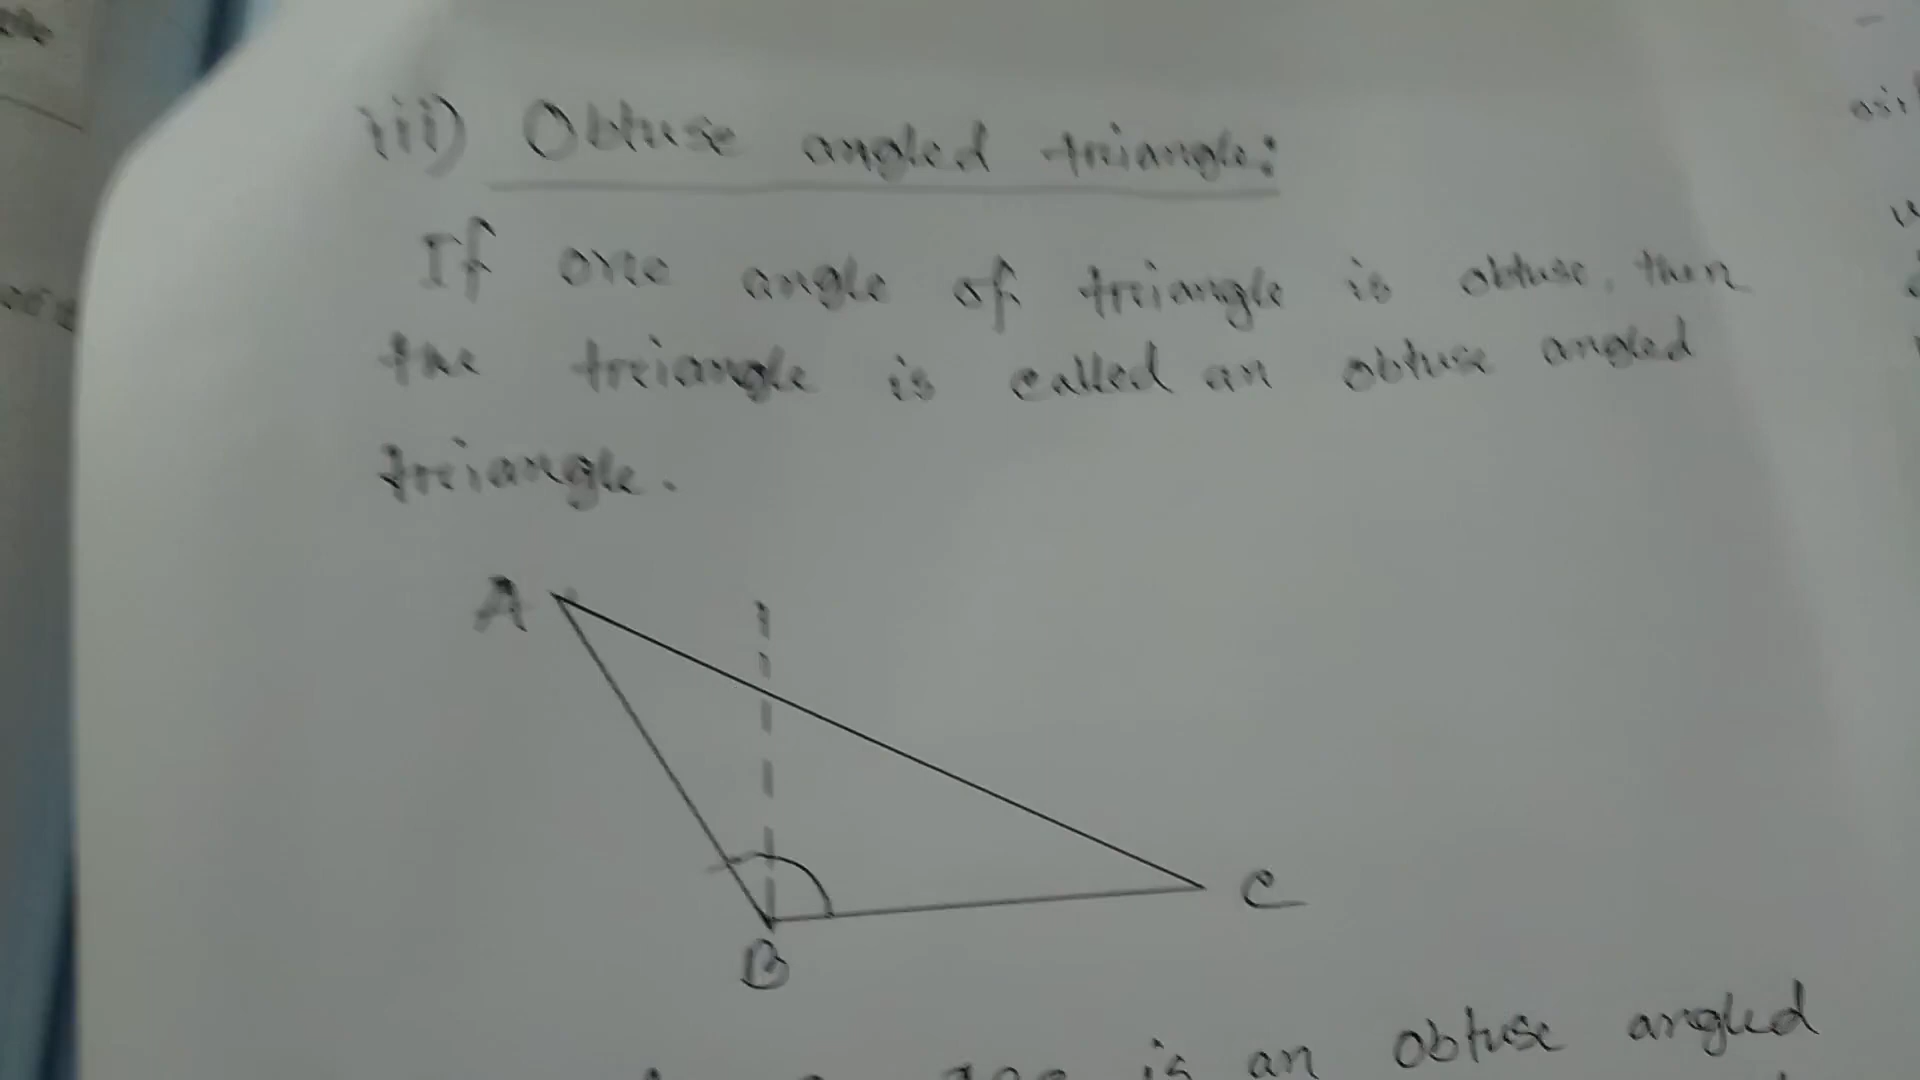 iii) Obtuse angled triangle:
If one angle of triangle is obtuse, then
the triangle is called an obtuse angled
triangle.
A
B
C
is an obtuse angled